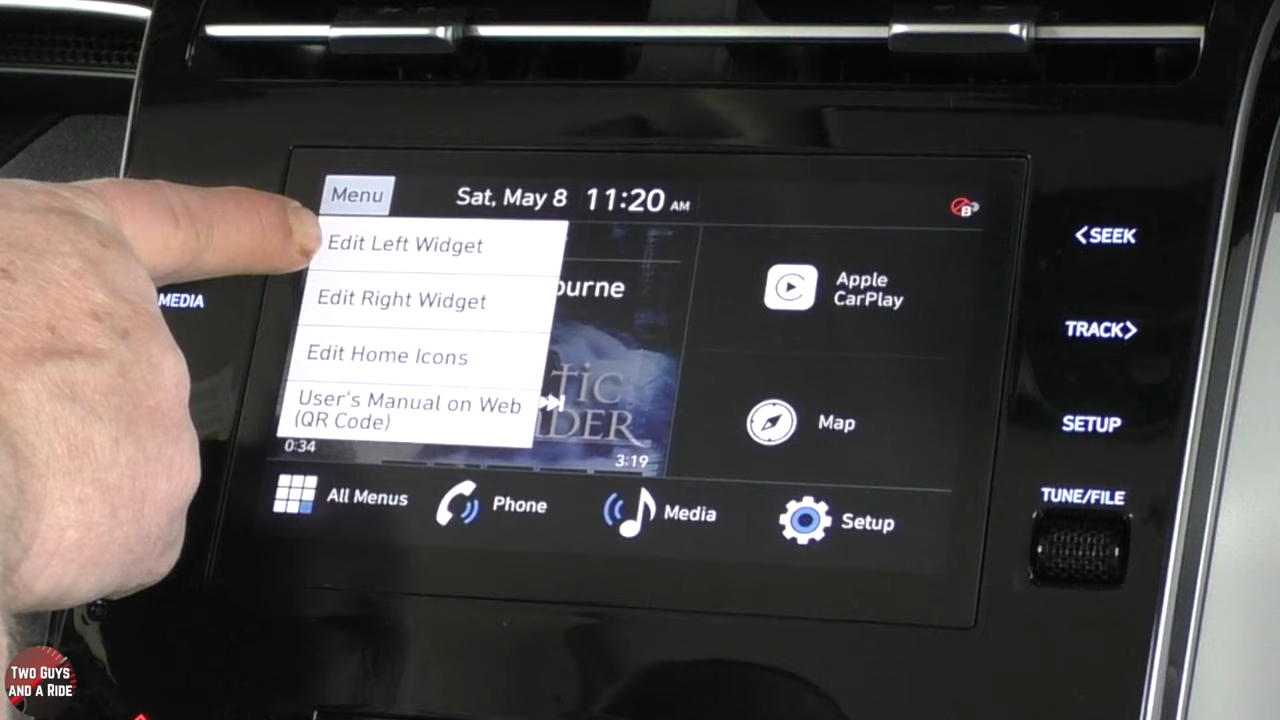 Menu
Sat, May 8 11:20 AM
Edit Left Widget
Edit Right Widget
Edit Home Icons
User's Manual on Web
(QR Code)
0:34
3:19
Apple
CarPlay
Map
All Menus
Phone
Media
Setup
MEDIA
<SEEK
TRACK>
SETUP
TUNE/FILE
TWO GUYS
AND A RIDE